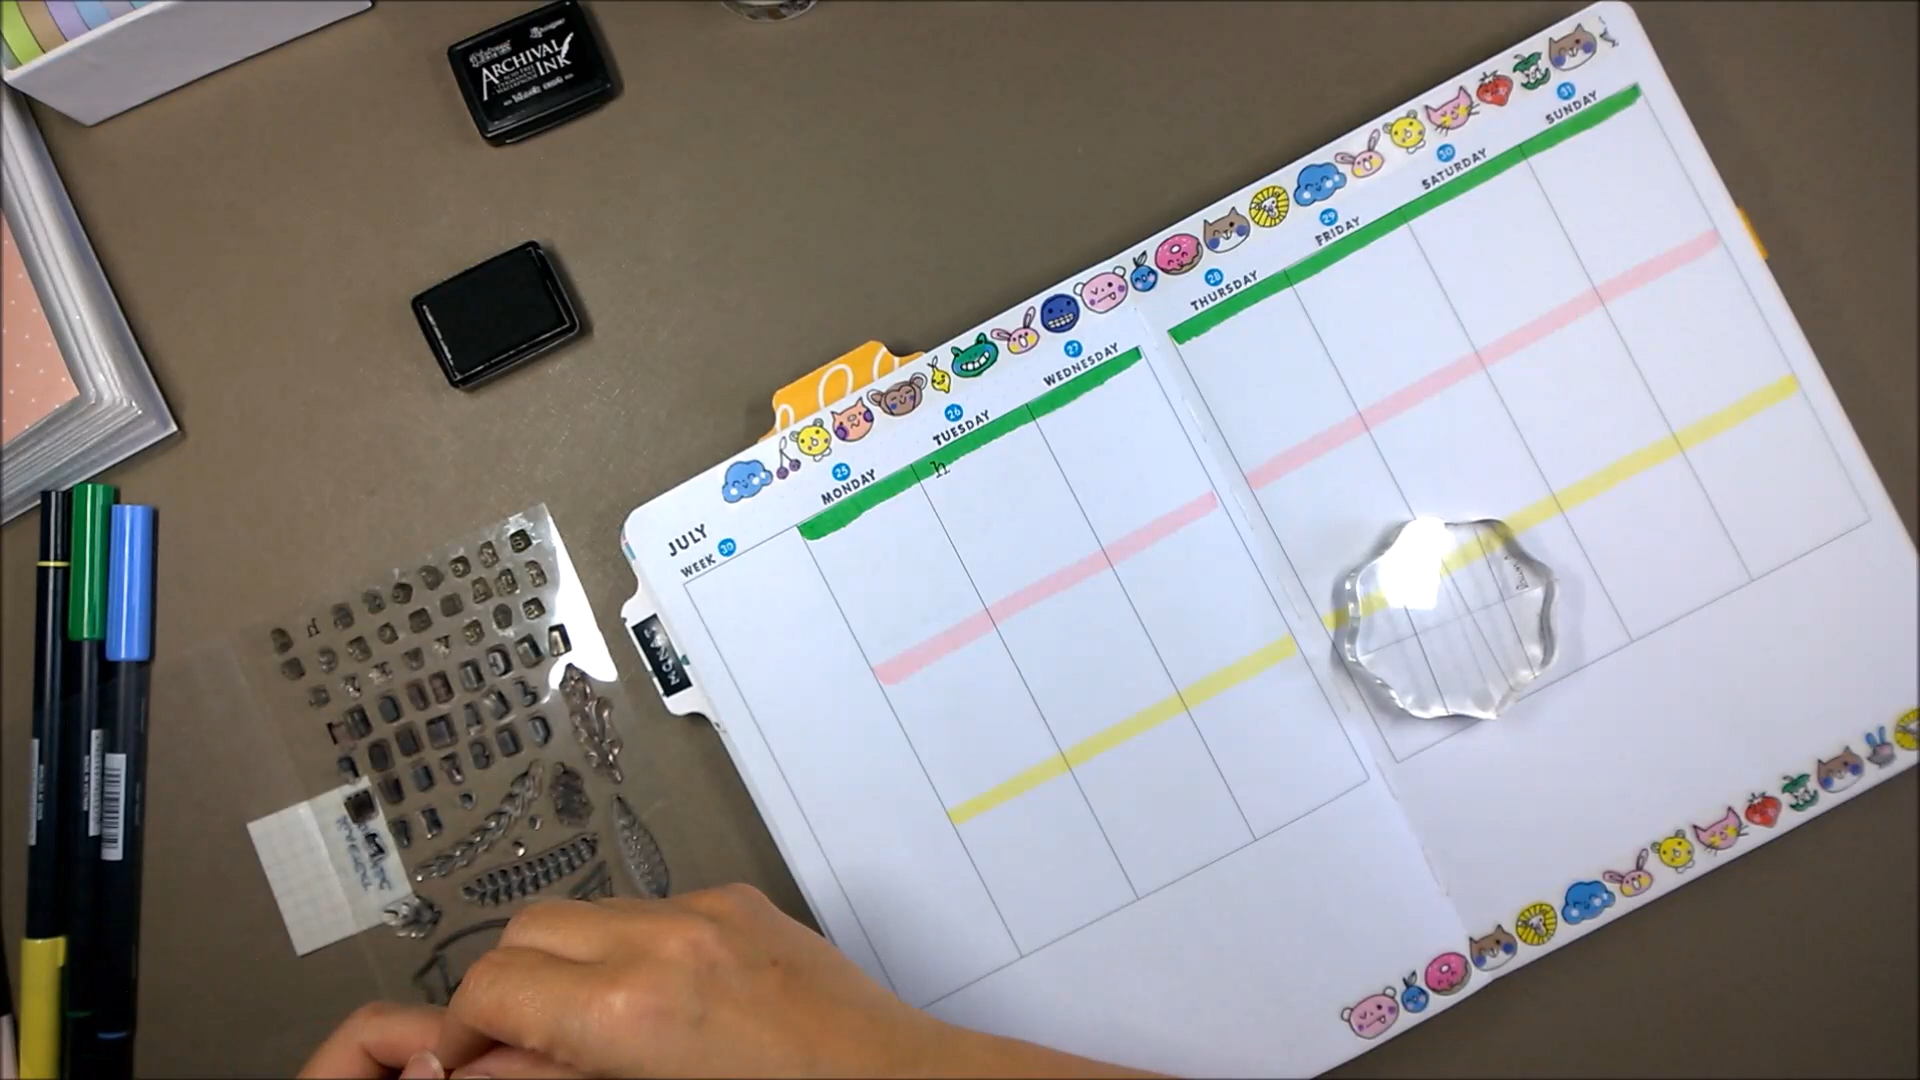 ARCHIVAL
INK
JULY
WEEK 30
25
MONDAY
26
TUESDAY
27
WEDNESDAY
28
THURSDAY
29
FRIDAY
30
SATURDAY
31
SUNDAY
h